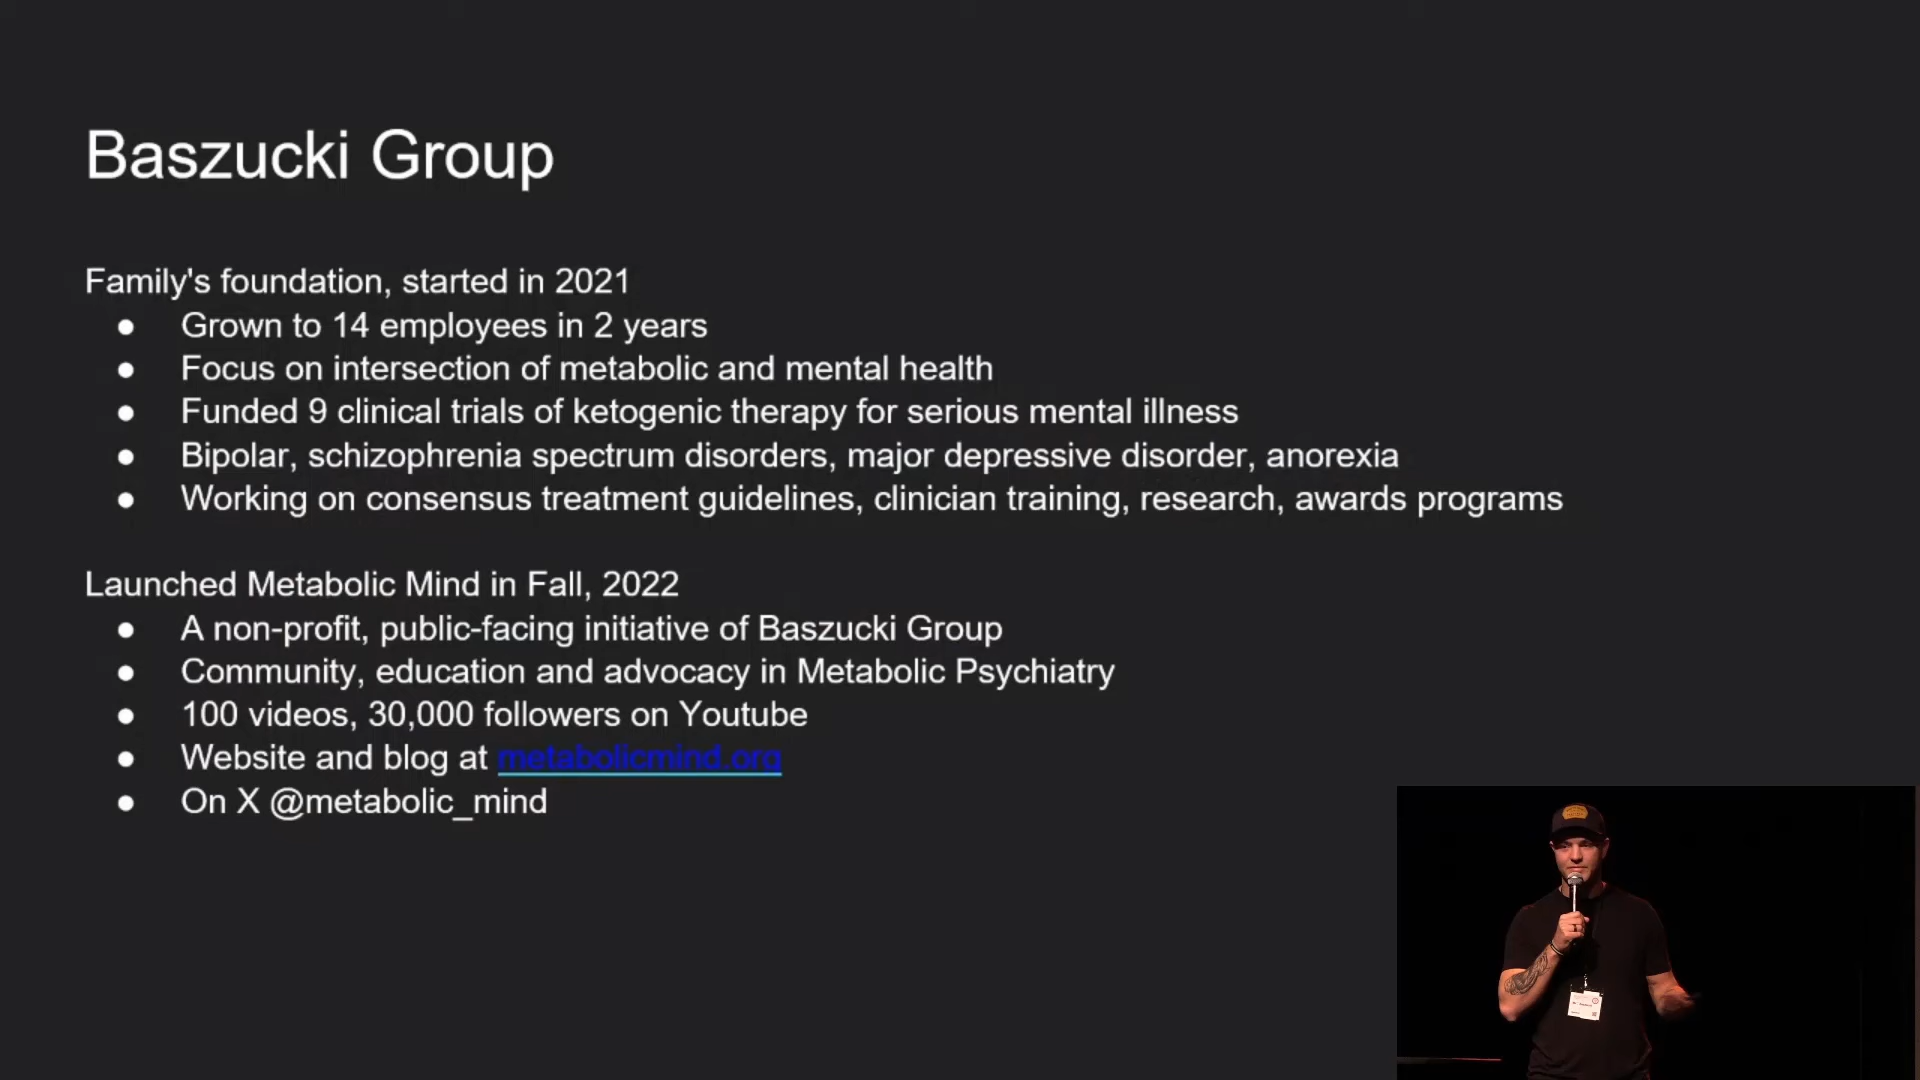 Baszucki Group
Family's foundation, started in 2021
● Grown to 14 employees in 2 years
● Focus on intersection of metabolic and mental health
● Funded 9 clinical trials of ketogenic therapy for serious mental illness
● Bipolar, schizophrenia spectrum disorders, major depressive disorder, anorexia
● Working on consensus treatment guidelines, clinician training, research, awards programs
Launched Metabolic Mind in Fall, 2022
● A non-profit, public-facing initiative of Baszucki Group
● Community, education and advocacy in Metabolic Psychiatry
● 100 videos, 30,000 followers on Youtube
● Website and blog at metabolicmind.org
● On X @metabolic_mind